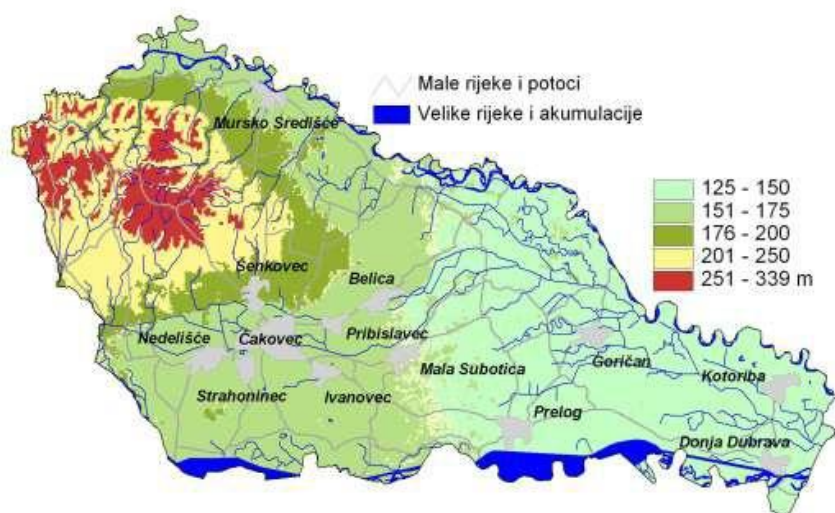 Male rijeke i potoci
Velike rijeke i akumulacije
Mursko Središće
125 - 150
151 - 175
176 - 200
201 - 250
251 - 339 m
Šenkovec
Belica
Nedelišće
Čakovec
Pribislavec
Mala Subotica
Goričan
Kotoriba
Strahoninec
Ivanovec
Prelog
Donja Dubrava